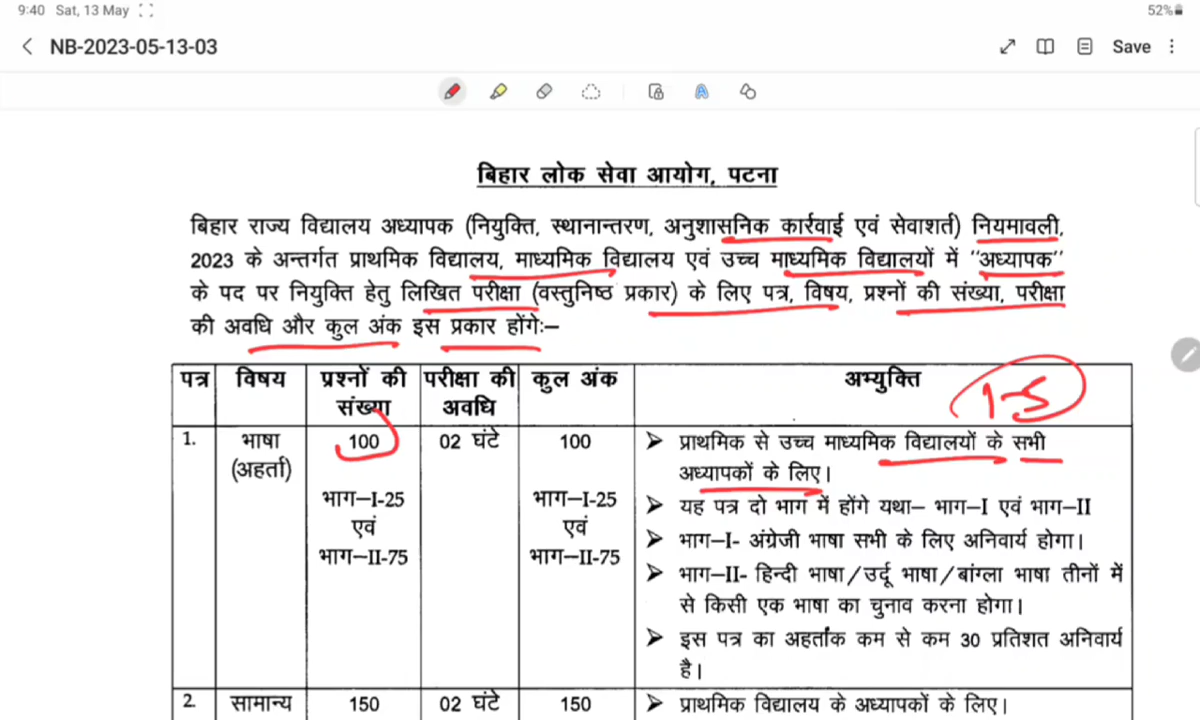 9:40 Sat, 13 May
52%
NB-2023-05-13-03
Save
बिहार लोक सेवा आयोग, पटना
बिहार राज्य विद्यालय अध्यापक (नियुक्ति, स्थानान्तरण, अनुशासनिक कार्रवाई एवं सेवाशर्त) नियमावली,
2023 के अन्तर्गत प्राथमिक विद्यालय, माध्यमिक विद्यालय एवं उच्च माध्यमिक विद्यालयों में "अध्यापक"
के पद पर नियुक्ति हेतु लिखित परीक्षा (वस्तुनिष्ठ प्रकार) के लिए पत्र, विषय, प्रश्नों की संख्या, परीक्षा
की अवधि और कुल अंक इस प्रकार होंगेः–
पत्र विषय प्रश्नों की संख्या परीक्षा की अवधि कुल अंक अभ्युक्ति
1-5
1. भाषा (अहर्ता) 100 02 घंटे 100
भाग–I-25 एवं भाग–II-75
भाग–I-25 एवं भाग–II-75
➢ प्राथमिक से उच्च माध्यमिक विद्यालयों के सभी
अध्यापकों के लिए।
➢ यह पत्र दो भाग में होंगे यथा– भाग–I एवं भाग–II
➢ भाग–I- अंग्रेजी भाषा सभी के लिए अनिवार्य होगा।
➢ भाग–II- हिन्दी भाषा/उर्दू भाषा/बांग्ला भाषा तीनों में
से किसी एक भाषा का चुनाव करना होगा।
➢ इस पत्र का अहर्तांक कम से कम 30 प्रतिशत अनिवार्य
है।
2. सामान्य 150 02 घंटे 150 ➢ प्राथमिक विद्यालय के अध्यापकों के लिए।